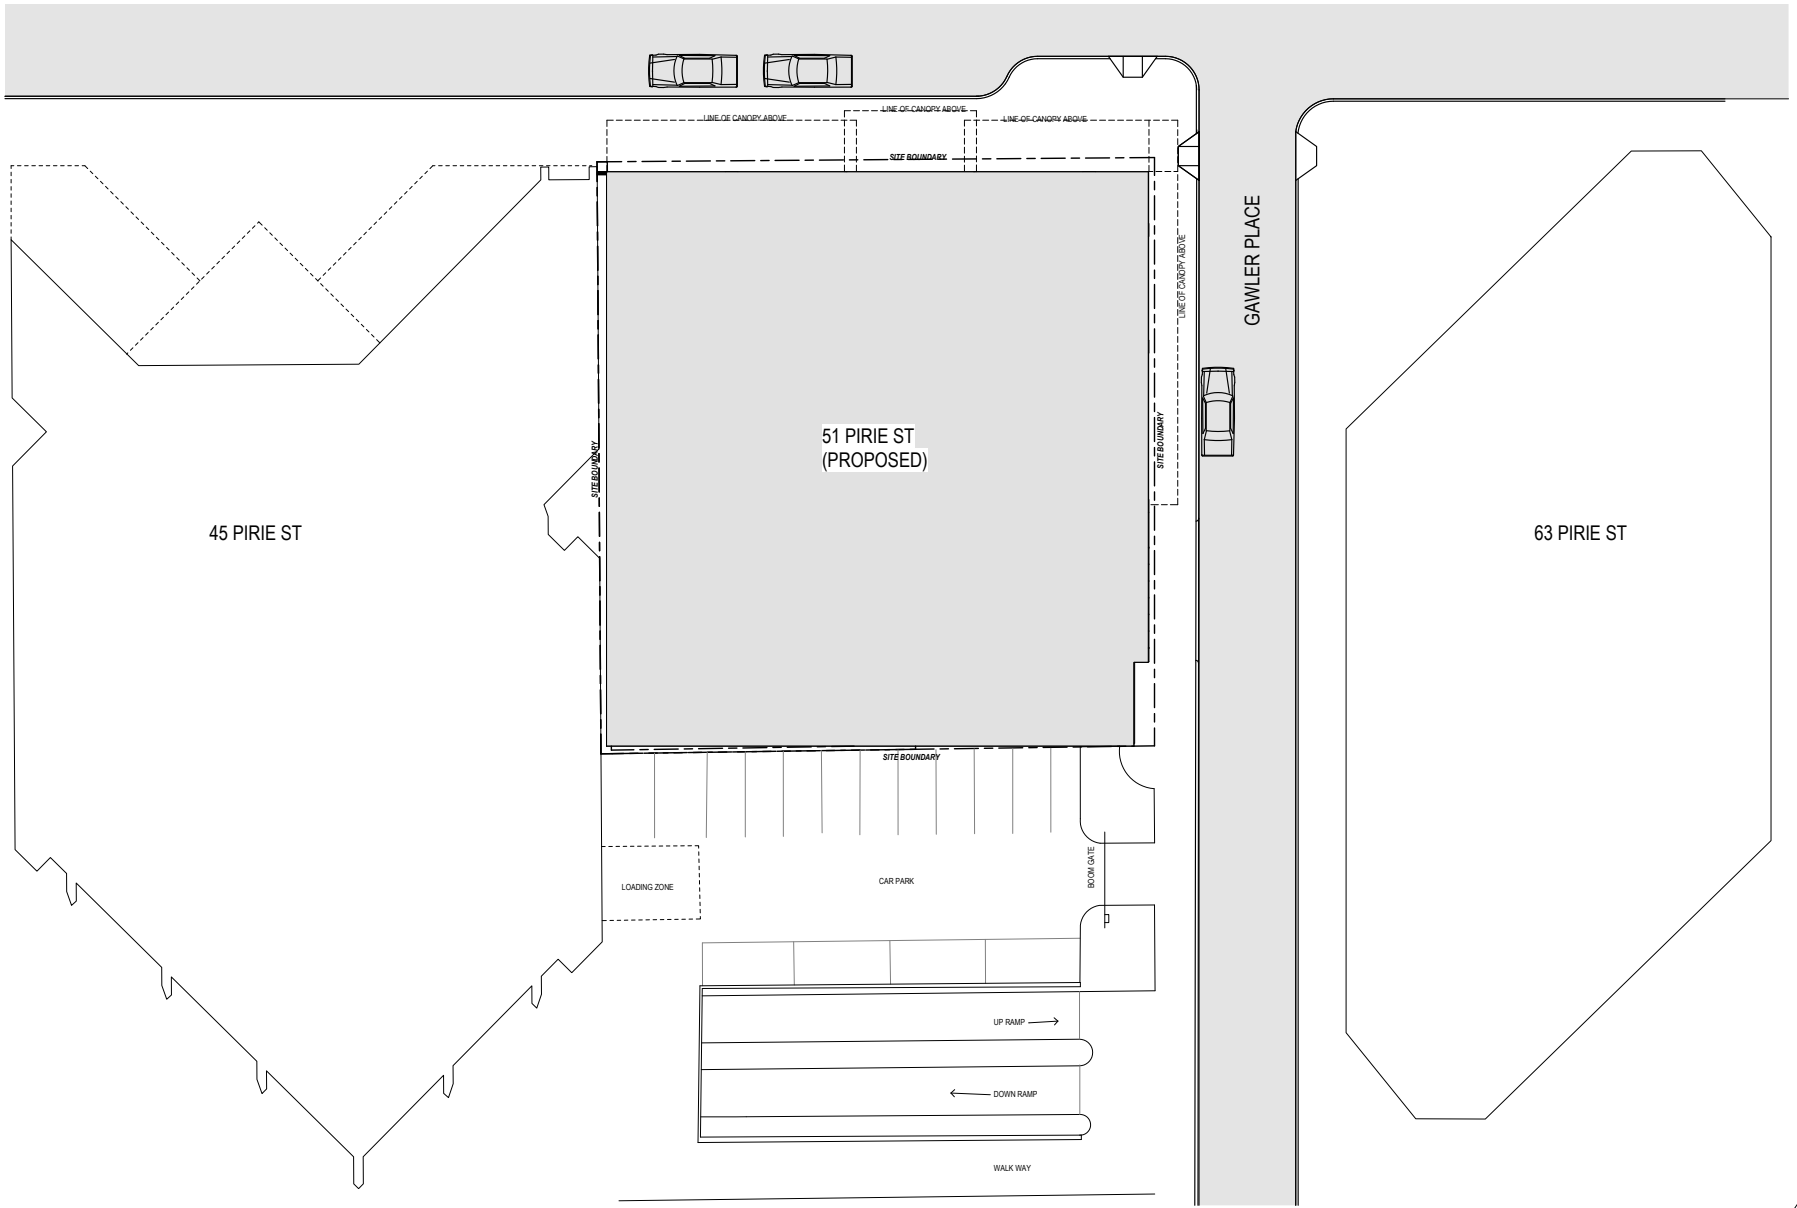 LINE OF CANOPY ABOVE
LINE OF CANOPY ABOVE
LINE OF CANOPY ABOVE
SITE BOUNDARY
GAWLER PLACE
LINE OF CANOPY ABOVE
51 PIRIE ST
(PROPOSED)
SITE BOUNDARY
SITE BOUNDARY
45 PIRIE ST
63 PIRIE ST
SITE BOUNDARY
BOOM GATE
CAR PARK
LOADING ZONE
UP RAMP
DOWN RAMP
WALK WAY